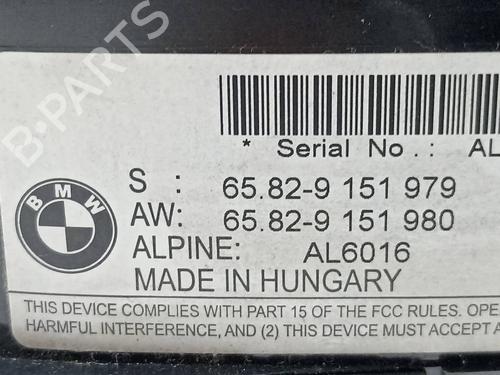 B-PARTS
* Serial No.: AL
BMW
S : 65.82-9 151 979
AW: 65.82-9 151 980
ALPINE: AL6016
MADE IN HUNGARY
THIS DEVICE COMPLIES WITH PART 15 OF THE FCC RULES. OPE
HARMFUL INTERFERENCE, AND (2) THIS DEVICE MUST ACCEPT A